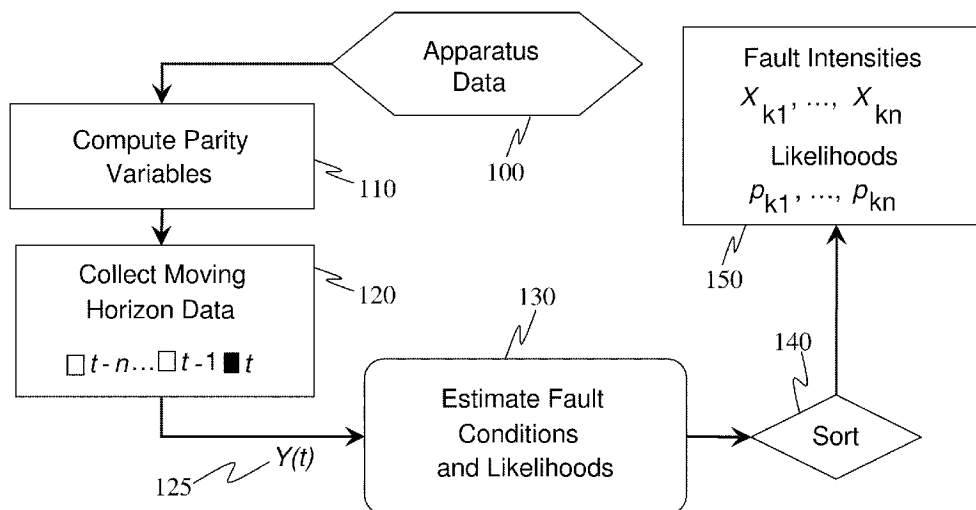 Apparatus
Data
100
Compute Parity
Variables
110
Collect Moving
Horizon Data
□ t - n ... □ t - 1 ■ t
120
125
Y(t)
130
Estimate Fault
Conditions
and Likelihoods
140
Sort
Fault Intensities
X_k1, ..., X_kn
Likelihoods
p_k1, ..., p_kn
150